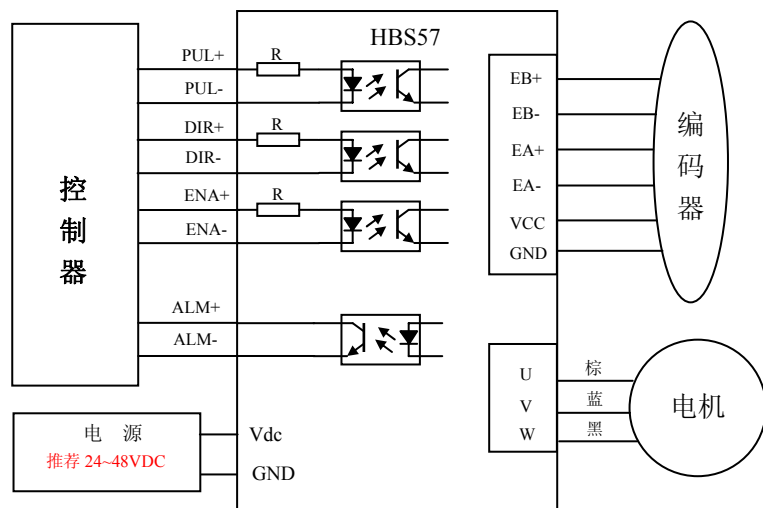 HBS57
PUL+
R
PUL-
DIR+
R
DIR-
ENA+
R
ENA-
ALM+
ALM-
控制器
电 源
推荐 24~48VDC
Vdc
GND
EB+
EB-
EA+
EA-
VCC
GND
编码器
U
V
W
棕
蓝
黑
电机